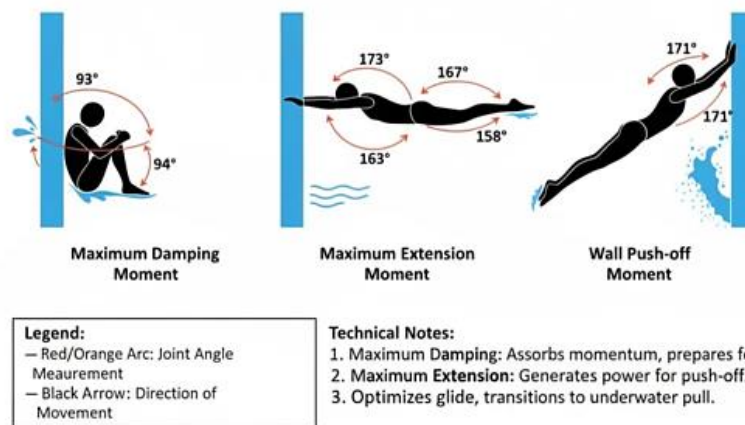 93°
94°
Maximum Damping
Moment
173°
167°
163°
158°
Maximum Extension
Moment
171°
171°
Wall Push-off
Moment
Legend:
— Red/Orange Arc: Joint Angle
Meaurement
— Black Arrow: Direction of
Movement
Technical Notes:
1. Maximum Damping: Assorbs momentum, prepares
2. Maximum Extension: Generates power for push-off.
3. Optimizes glide, transitions to underwater pull.